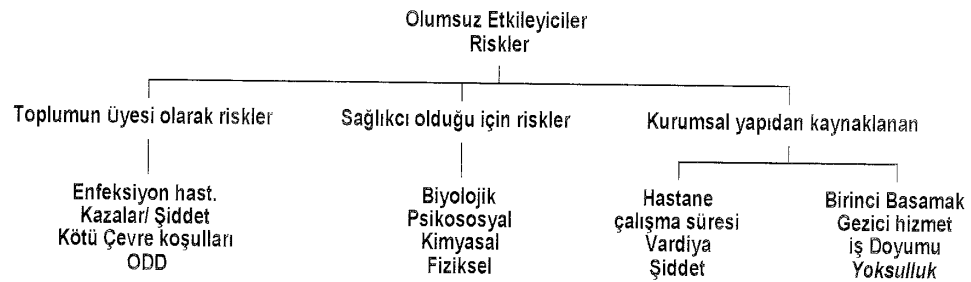 Olumsuz Etkileyiciler
Riskler
Toplumun Üyesi olarak riskler
Sağlıkcı olduğu için riskler
Kurumsal yapıdan kaynaklanan
Enfeksiyon hast.
Kazalar/ Şiddet
Kötü Çevre koşulları
ODD
Biyolojik
Psikososyal
Kimyasal
Fiziksel
Hastane
çalışma süresi
Vardiya
Şiddet
Birinci Basamak
Gezici hizmet
iş Doyumu
Yoksulluk